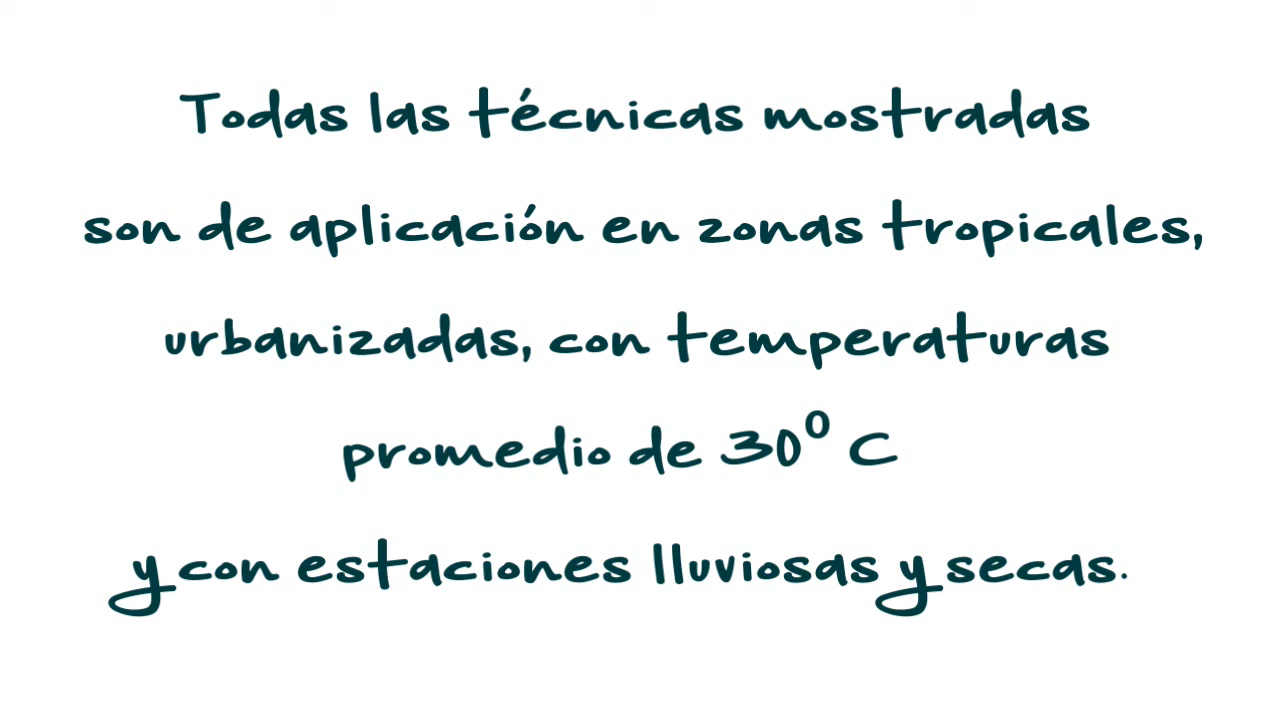 Todas las técnicas mostradas
son de aplicación en zonas tropicales,
urbanizadas, con temperaturas
promedio de 30º C
y con estaciones lluviosas y secas.